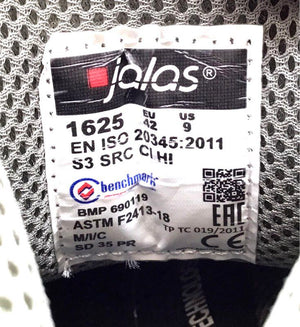 jalas®
1625 EU 42 US 9
EN ISO 20345:2011
S3 SRC CI HI
benchmark
BMP 690119
ASTM F2413-18
M/I/C
SD 35 PR
EAC
TP TC 019/2011
TECHNOLOG